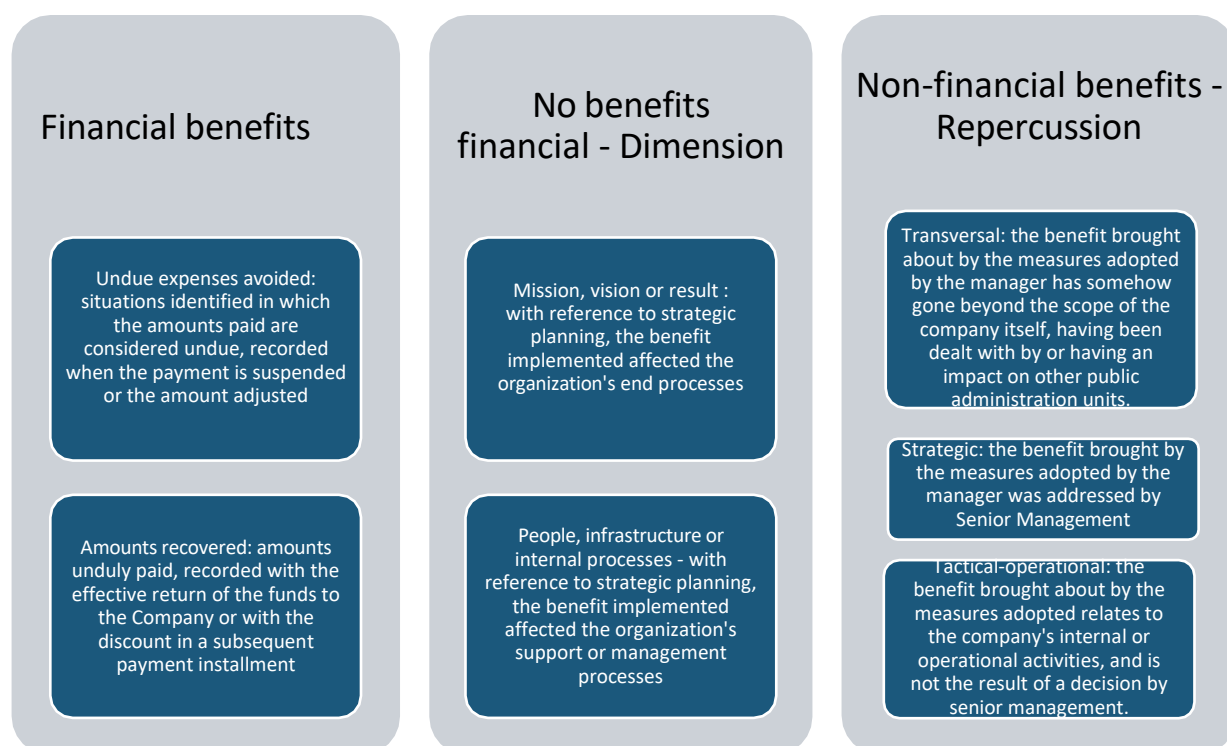 Financial benefits
Undue expenses avoided:
situations identified in which
the amounts paid are
considered undue, recorded
when the payment is suspended
or the amount adjusted
Amounts recovered: amounts
unduly paid, recorded with the
effective return of the funds to
the Company or with the
discount in a subsequent
payment installment
No benefits
financial - Dimension
Mission, vision or result :
with reference to strategic
planning, the benefit
implemented affected the
organization's end processes
People, infrastructure or
internal processes - with
reference to strategic planning,
the benefit implemented
affected the organization's
support or management
processes
Non-financial benefits -
Repercussion
Transversal: the benefit brought
about by the measures adopted
by the manager has somehow
gone beyond the scope of the
company itself, having been
dealt with by or having an
impact on other public
administration units.
Strategic: the benefit brought by
the measures adopted by the
manager was addressed by
Senior Management
Tactical-operational: the
benefit brought about by the
measures adopted relates to
the company's internal or
operational activities, and is
not the result of a decision by
senior management.